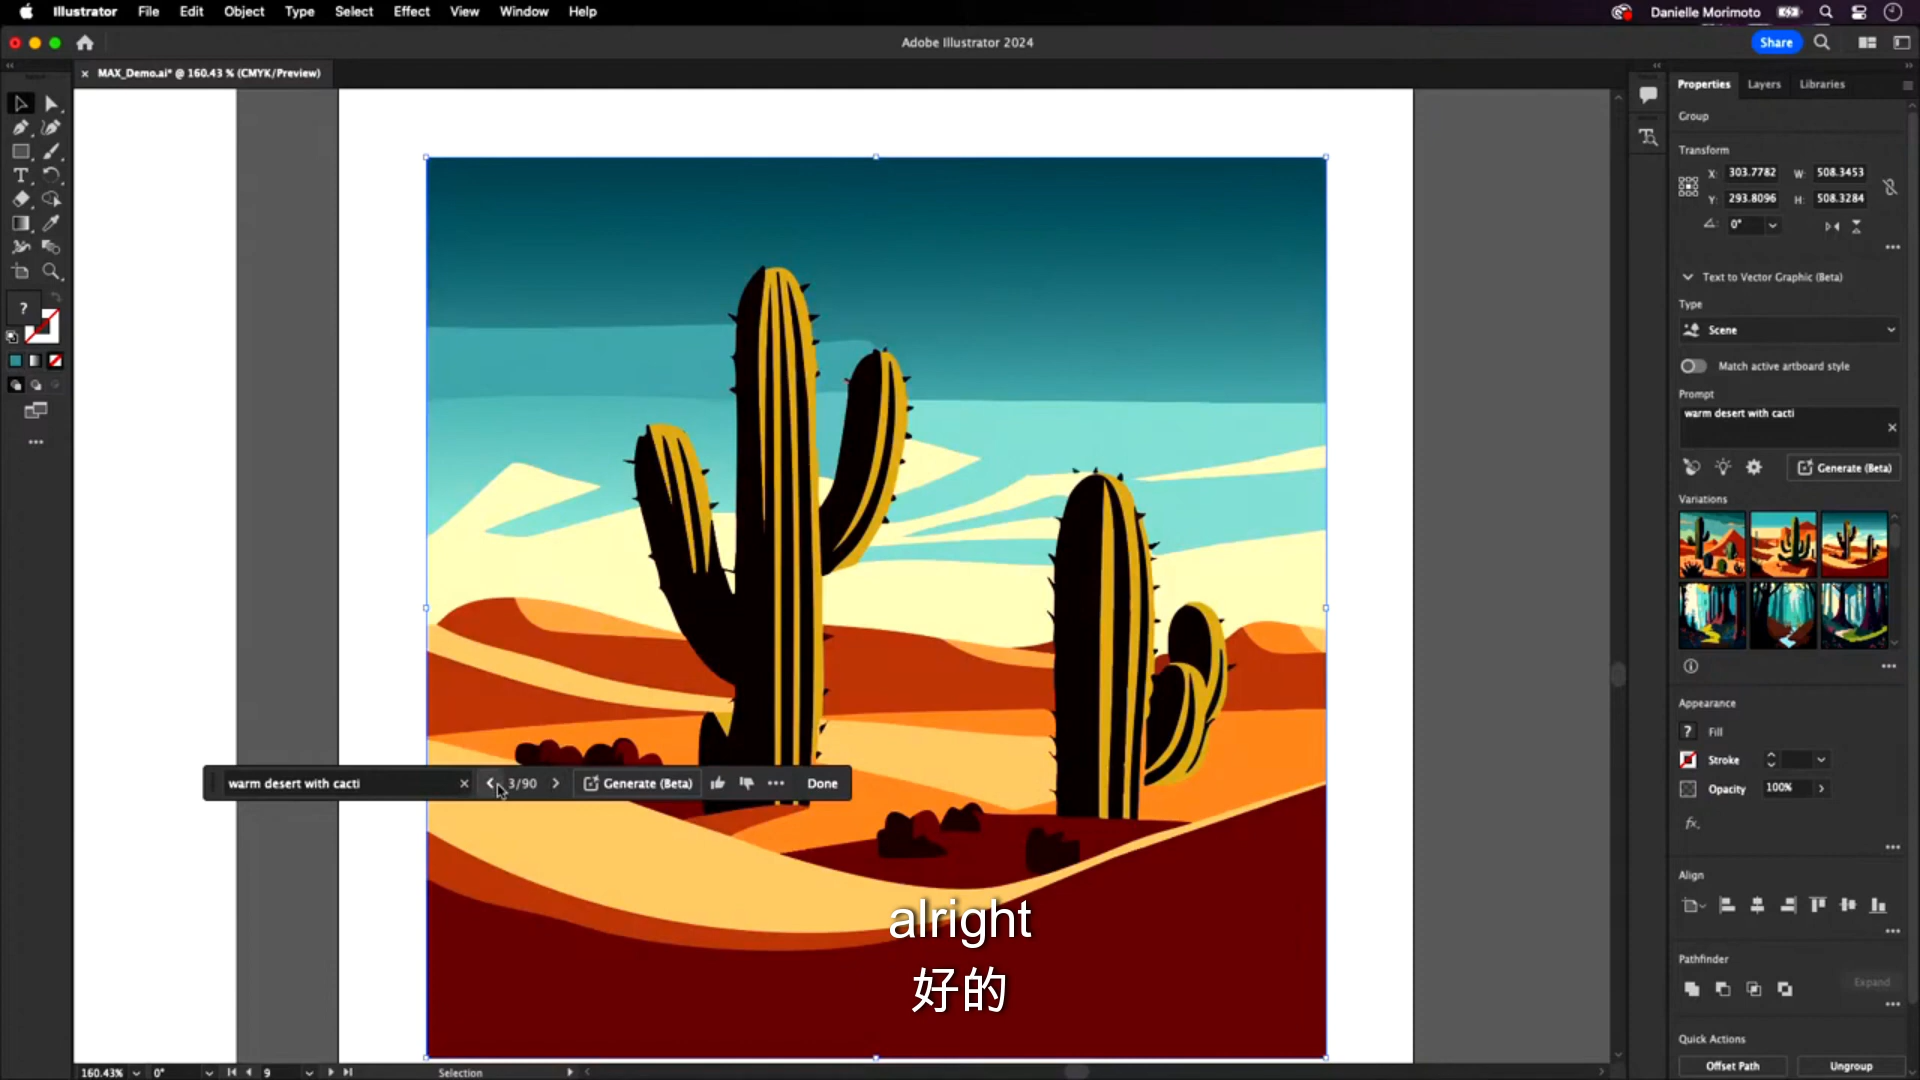 Illustrator File Edit Object Type Select Effect View Window Help
Danielle Morimoto
Adobe Illustrator 2024
Share
× MAX_Demo.ai* @ 160.43 % (CMYK/Preview)
Properties Layers Libraries
Group
Transform
X: 303.7782 W: 508.3453
Y: 293.8096 H: 508.3284
0°
Text to Vector Graphic (Beta)
Type
Scene
Match active artboard style
Prompt
warm desert with cacti
Generate (Beta)
Variations
Appearance
? Fill
Stroke
Opacity 100%
fx
Align
Pathfinder
Expand
Quick Actions
Offset Path Ungroup
warm desert with cacti × 3/90 Generate (Beta) Done
alright
好的
160.43% 0° 9 Selection